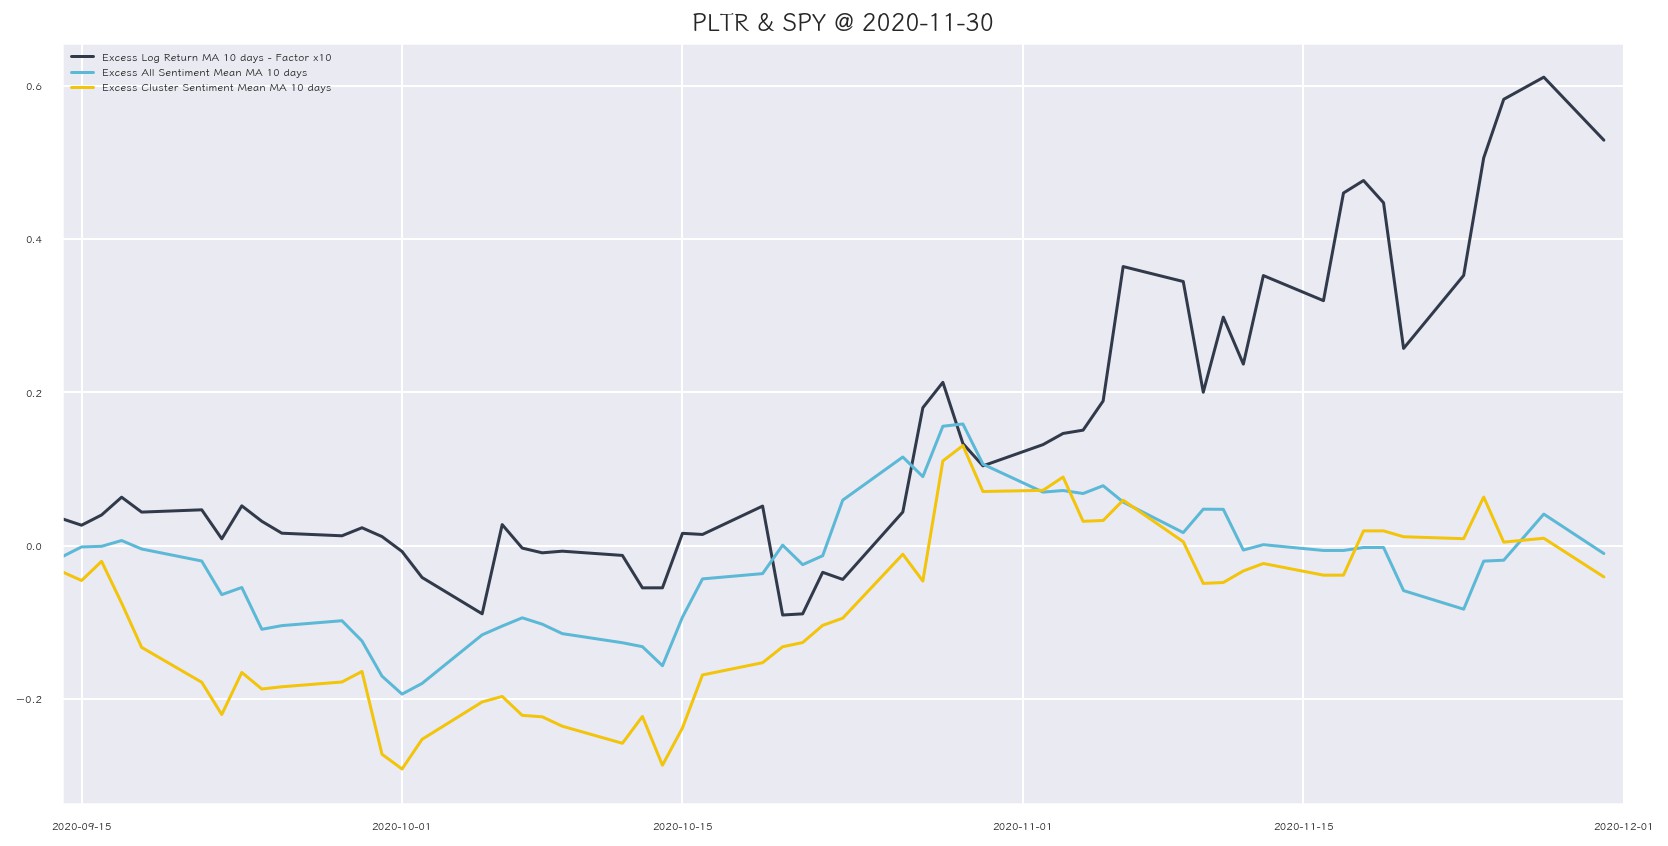 PLTR & SPY @ 2020-11-30
Excess Log Return MA 10 days - Factor x10
Excess All Sentiment Mean MA 10 days
Excess Cluster Sentiment Mean MA 10 days
0.6
0.4
0.2
0.0
−0.2
2020-09-15 2020-10-01 2020-10-15 2020-11-01 2020-11-15 2020-12-01